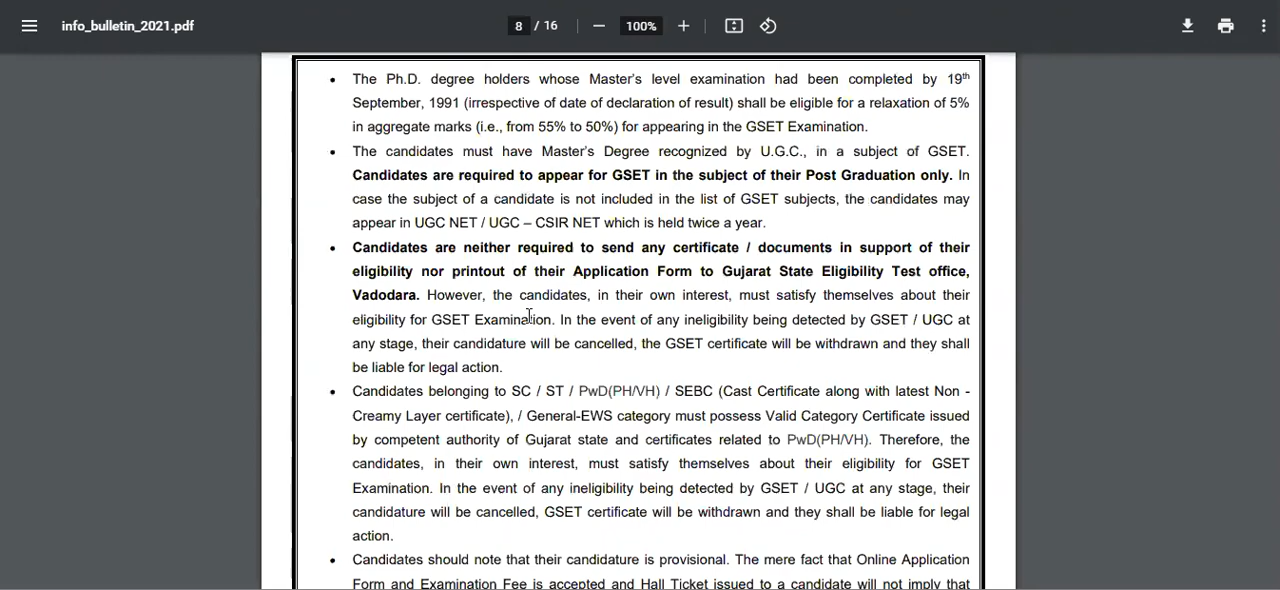 info_bulletin_2021.pdf
8 / 16
100%
• The Ph.D. degree holders whose Master's level examination had been completed by 19th
September, 1991 (irrespective of date of declaration of result) shall be eligible for a relaxation of 5%
in aggregate marks (i.e., from 55% to 50%) for appearing in the GSET Examination.
• The candidates must have Master's Degree recognized by U.G.C., in a subject of GSET.
Candidates are required to appear for GSET in the subject of their Post Graduation only. In
case the subject of a candidate is not included in the list of GSET subjects, the candidates may
appear in UGC NET / UGC – CSIR NET which is held twice a year.
• Candidates are neither required to send any certificate / documents in support of their
eligibility nor printout of their Application Form to Gujarat State Eligibility Test office,
Vadodara. However, the candidates, in their own interest, must satisfy themselves about their
eligibility for GSET Examination. In the event of any ineligibility being detected by GSET / UGC at
any stage, their candidature will be cancelled, the GSET certificate will be withdrawn and they shall
be liable for legal action.
• Candidates belonging to SC / ST / PwD(PH/VH) / SEBC (Cast Certificate along with latest Non -
Creamy Layer certificate), / General-EWS category must possess Valid Category Certificate issued
by competent authority of Gujarat state and certificates related to PwD(PH/VH). Therefore, the
candidates, in their own interest, must satisfy themselves about their eligibility for GSET
Examination. In the event of any ineligibility being detected by GSET / UGC at any stage, their
candidature will be cancelled, GSET certificate will be withdrawn and they shall be liable for legal
action.
• Candidates should note that their candidature is provisional. The mere fact that Online Application
Form and Examination Fee is accepted and Hall Ticket issued to a candidate will not imply that